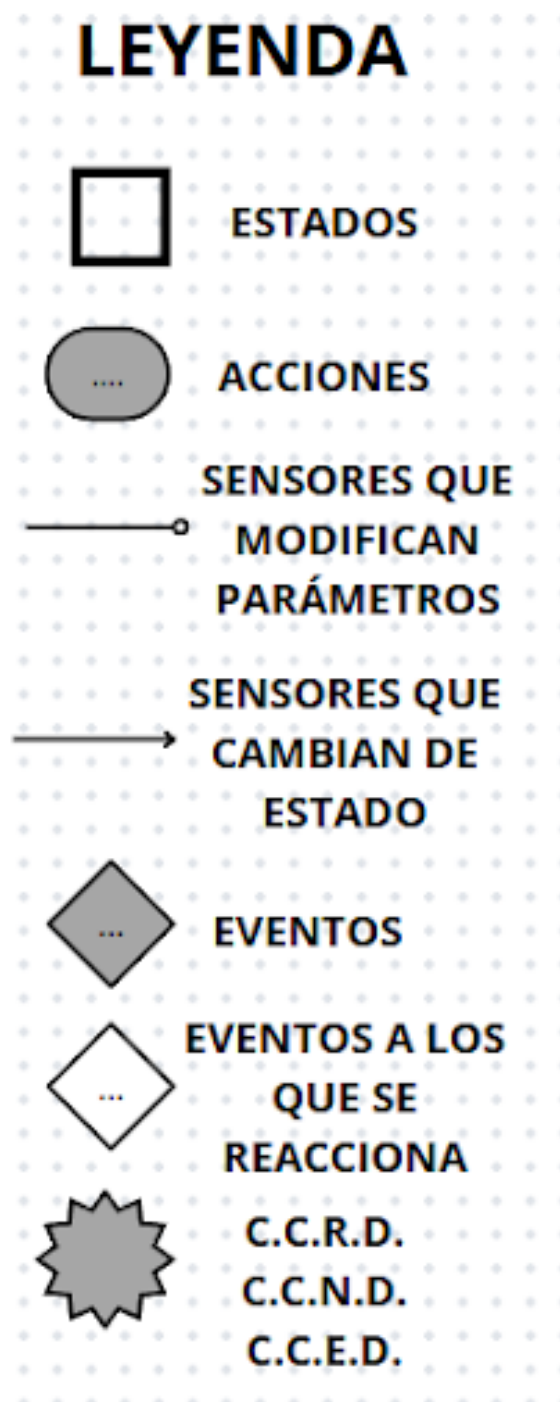 LEYENDA
ESTADOS
....
ACCIONES
SENSORES QUE
MODIFICAN
PARÁMETROS
SENSORES QUE
CAMBIAN DE
ESTADO
...
EVENTOS
...
EVENTOS A LOS
QUE SE
REACCIONA
C.C.R.D.
C.C.N.D.
C.C.E.D.